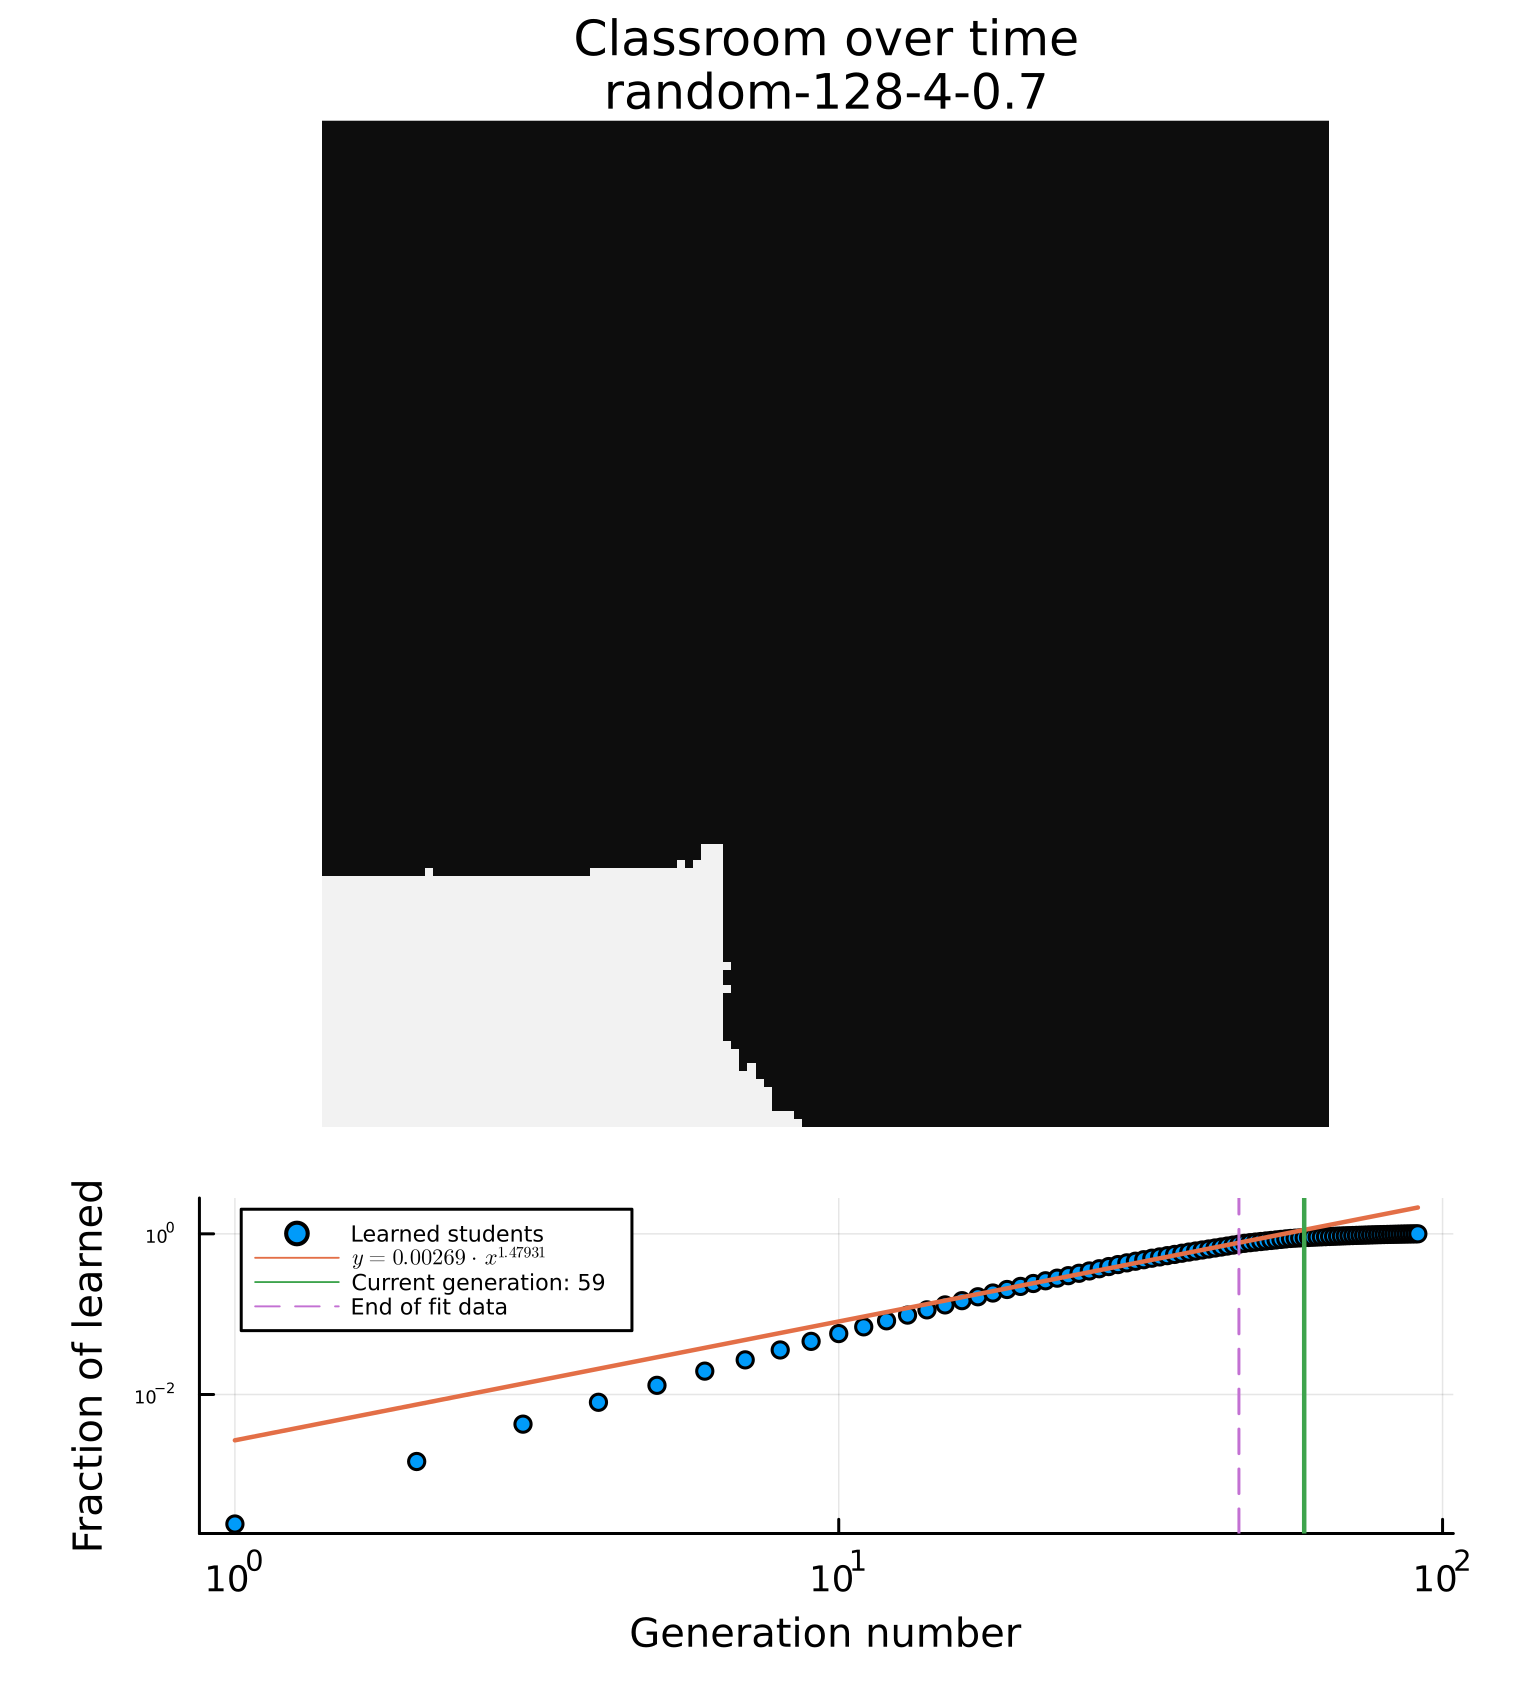 Classroom over time
random-128-4-0.7
Fraction of learned
10^0
10^−2
Learned students
y = 0.00269 · x^1.47931
Current generation: 59
End of fit data
10^0
10^1
10^2
Generation number